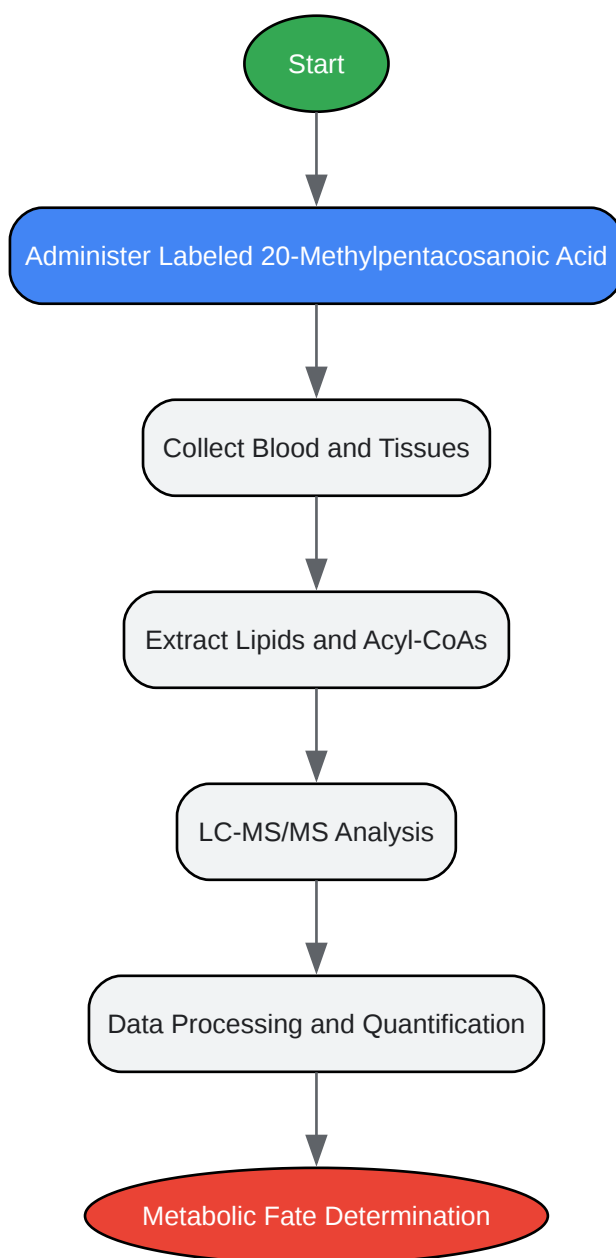 Start
Administer Labeled 20-Methylpentacosanoic Acid
Collect Blood and Tissues
Extract Lipids and Acyl-CoAs
LC-MS/MS Analysis
Data Processing and Quantification
Metabolic Fate Determination